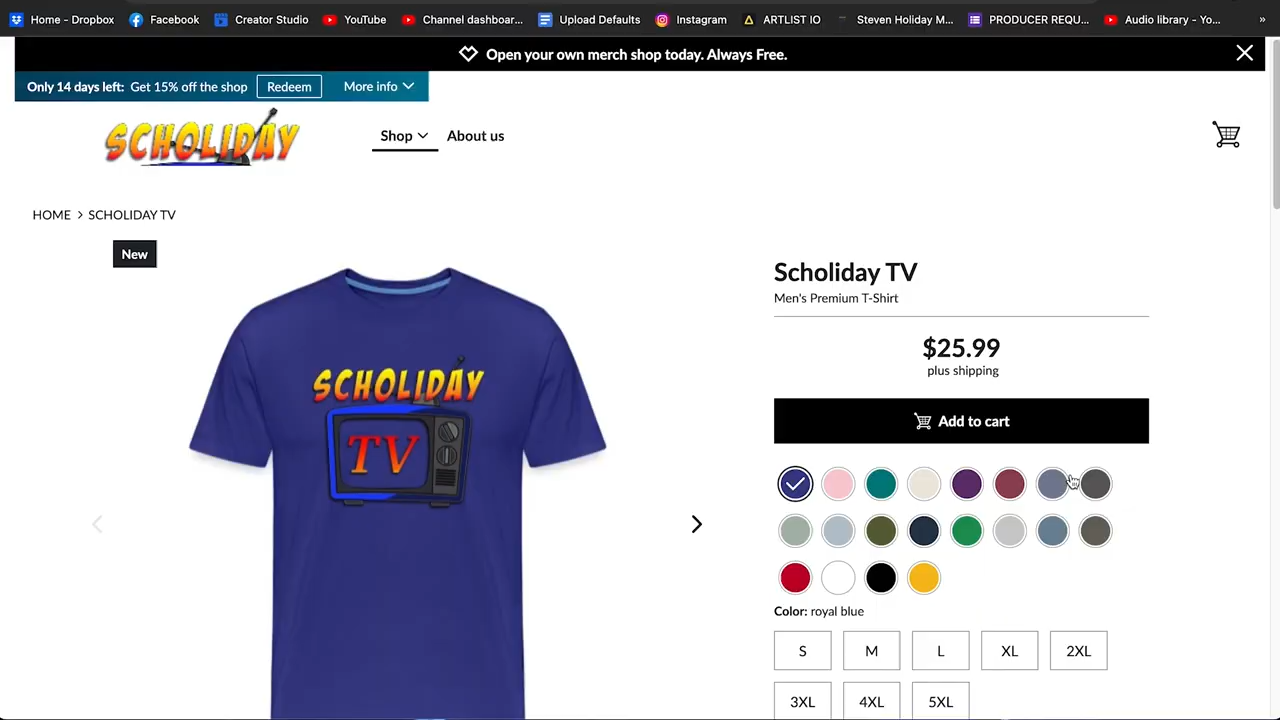 Home - Dropbox Facebook Creator Studio YouTube Channel dashboar... Upload Defaults Instagram ARTLIST IO Steven Holiday M... PRODUCER REQU... Audio library - Yo... »
Open your own merch shop today. Always Free.
Only 14 days left: Get 15% off the shop Redeem More info
SCHOLIDAY
Shop About us
HOME > SCHOLIDAY TV
New
Scholiday TV
Men's Premium T-Shirt
$25.99
plus shipping
SCHOLIDAY
TV
Add to cart
Color: royal blue
S M L XL 2XL
3XL 4XL 5XL